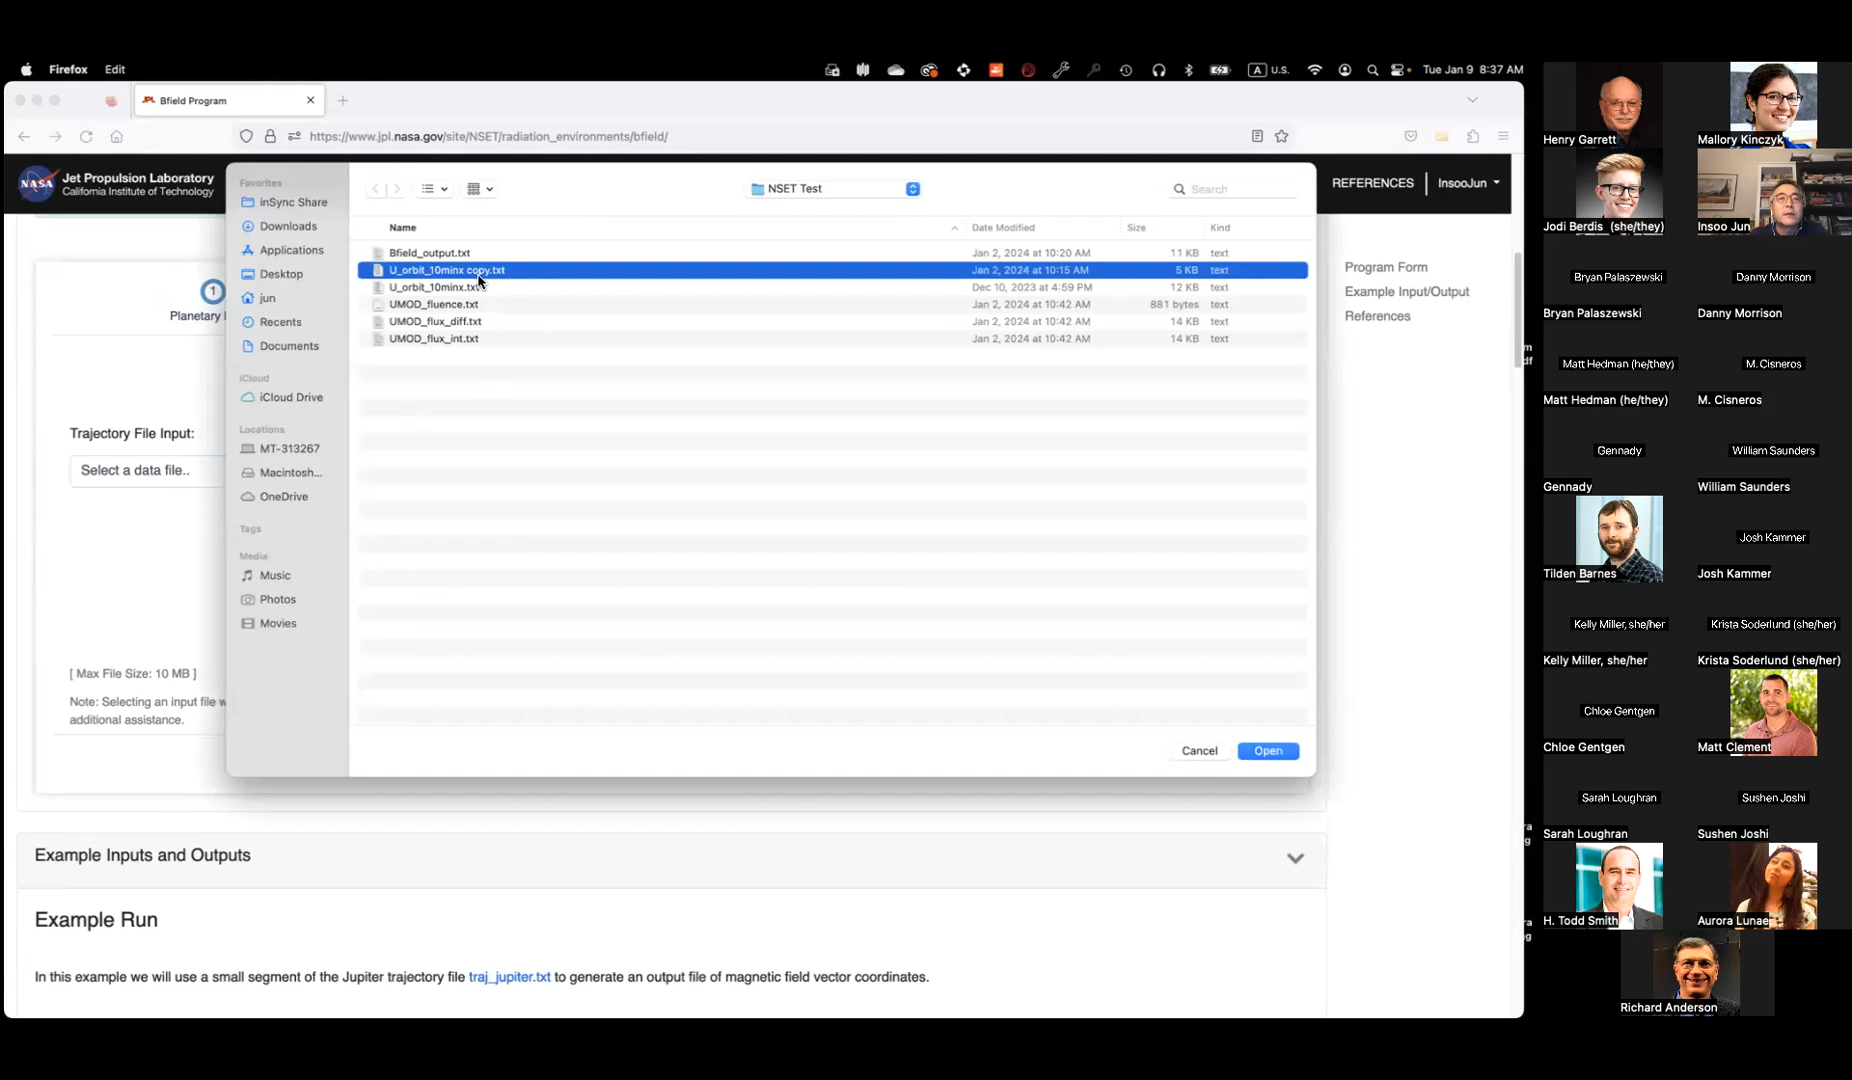 Firefox Edit
A U.S. Tue Jan 9 8:37 AM
Bfield Program
https://www.jpl.nasa.gov/site/NSET/radiation_environments/bfield/
NASA Jet Propulsion Laboratory
California Institute of Technology
REFERENCES InsooJun
1
Planetary
Trajectory File Input:
Select a data file..
[ Max File Size: 10 MB ]
Note: Selecting an input file
additional assistance.
Favorites
inSync Share
Downloads
Applications
Desktop
jun
Recents
Documents
iCloud
iCloud Drive
Locations
MT-313267
Macintosh...
OneDrive
Tags
Media
Music
Photos
Movies
NSET Test
Search
Name Date Modified Size Kind
Bfield_output.txt Jan 2, 2024 at 10:20 AM 11 KB text
U_orbit_10minx copy.txt Jan 2, 2024 at 10:15 AM 5 KB text
U_orbit_10minx.txt Dec 10, 2023 at 4:59 PM 12 KB text
UMOD_fluence.txt Jan 2, 2024 at 10:42 AM 881 bytes text
UMOD_flux_diff.txt Jan 2, 2024 at 10:42 AM 14 KB text
UMOD_flux_int.txt Jan 2, 2024 at 10:42 AM 14 KB text
Cancel Open
Program Form
Example Input/Output
References
Example Inputs and Outputs
Example Run
In this example we will use a small segment of the Jupiter trajectory file traj_jupiter.txt to generate an output file of magnetic field vector coordinates.
Henry Garrett
Mallory Kinczyk
Jodi Berdis (she/they)
Insoo Jun
Bryan Palaszewski
Danny Morrison
Bryan Palaszewski
Danny Morrison
Matt Hedman (he/they)
M. Cisneros
Matt Hedman (he/they)
M. Cisneros
Gennady
William Saunders
Gennady
William Saunders
Josh Kammer
Tilden Barnes
Josh Kammer
Kelly Miller, she/her
Krista Soderlund (she/her)
Kelly Miller, she/her
Krista Soderlund (she/her)
Chloe Gentgen
Chloe Gentgen
Matt Clement
Sarah Loughran
Sushen Joshi
Sarah Loughran
Sushen Joshi
H. Todd Smith
Aurora Lunae
Richard Anderson